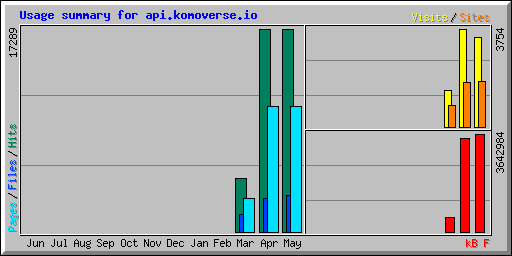 Usage summary for api.komoverse.io
Visits/Sites
17289
3754
Pages/Files/Hits
3642984
Jun Jul Aug Sep Oct Nov Dec Jan Feb Mar Apr May
kB F